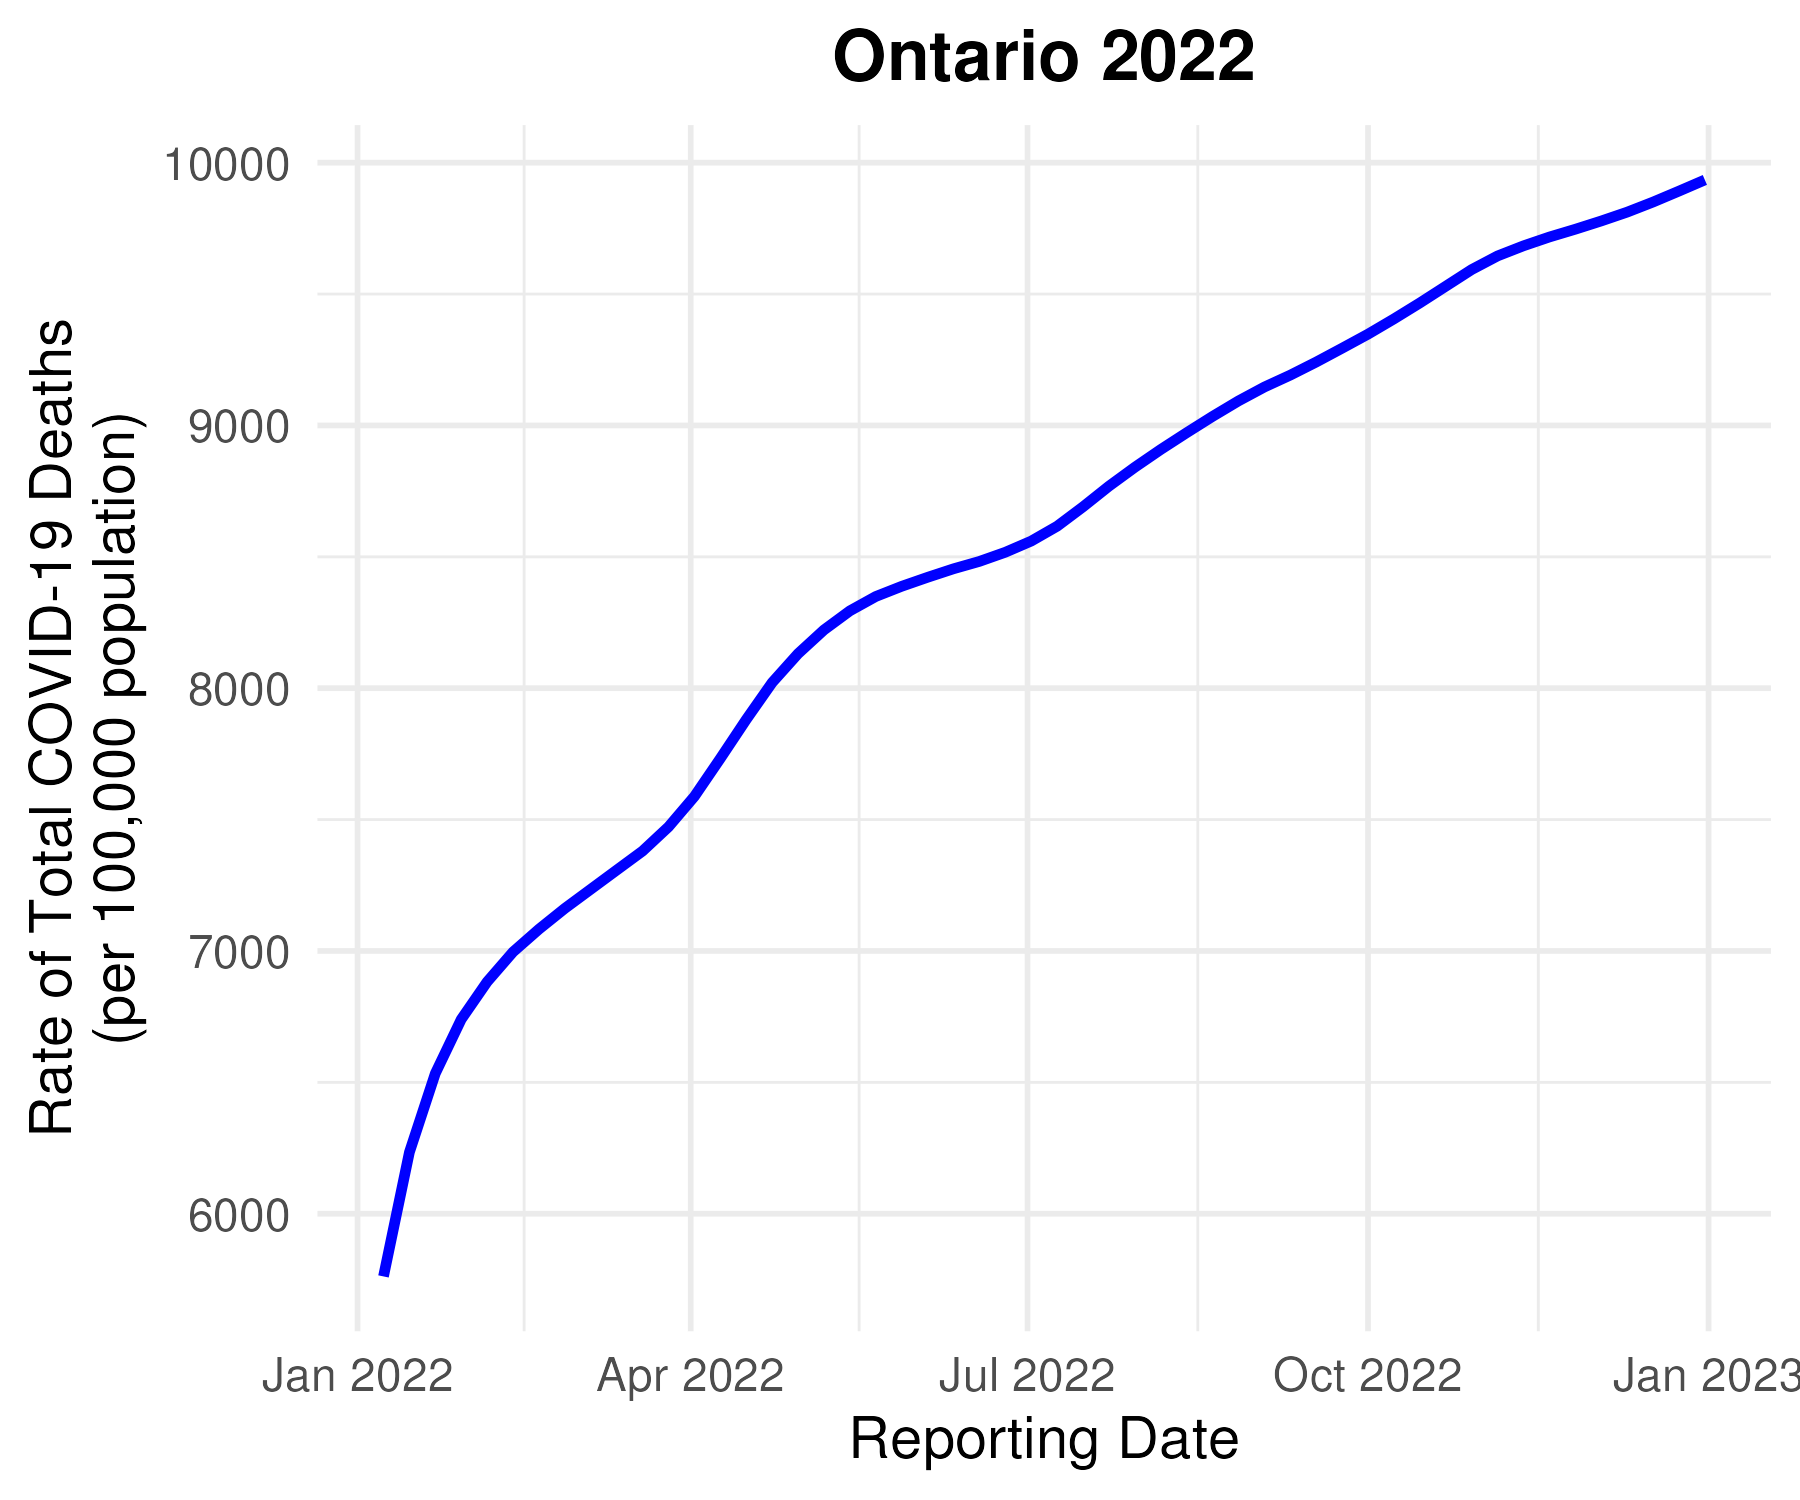 Ontario 2022
Rate of Total COVID-19 Deaths
(per 100,000 population)
10000
9000
8000
7000
6000
Jan 2022
Apr 2022
Jul 2022
Oct 2022
Jan 2023
Reporting Date